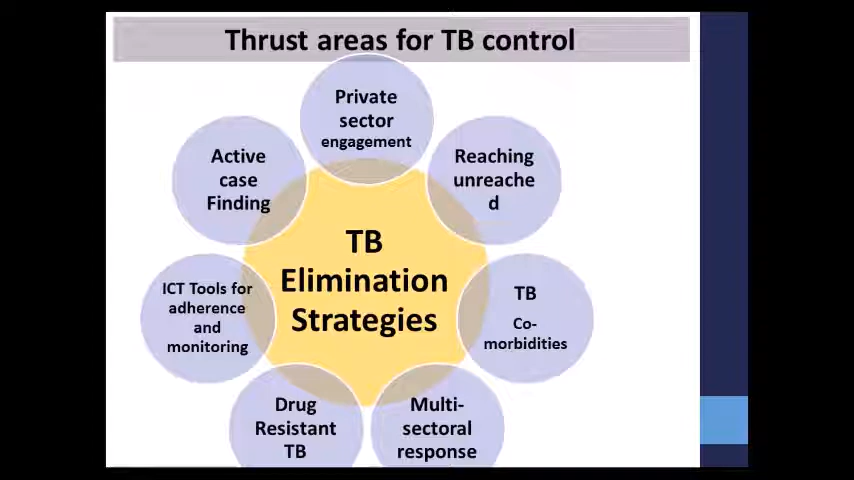 Thrust areas for TB control
Private
sector
engagement
Reaching
unreache
d
TB
Co-
morbidities
Multi-
sectoral
response
Drug
Resistant
TB
ICT Tools for
adherence
and
monitoring
Active
case
Finding
TB
Elimination
Strategies